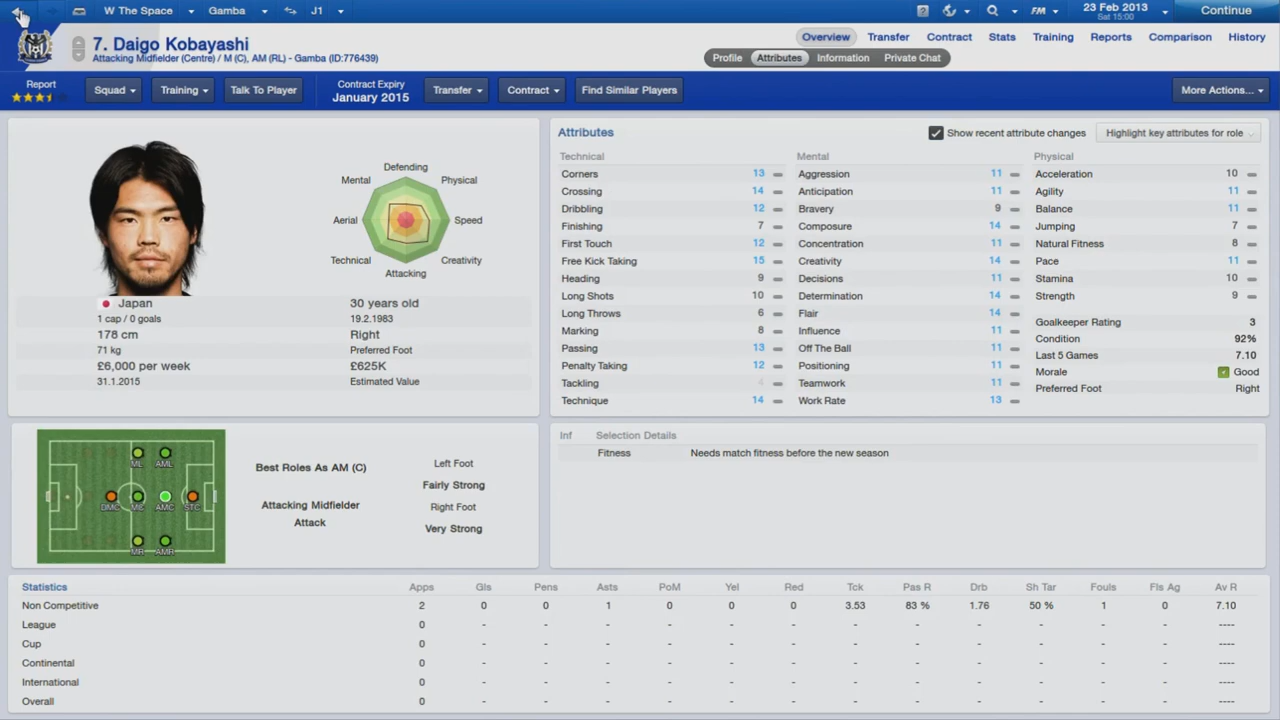 W The Space Gamba J1 FM 23 Feb 2013 Continue
Sat 15:00
7. Daigo Kobayashi
Attacking Midfielder (Centre) / M (C), AM (RL) - Gamba (ID:776439)
Overview Transfer Contract Stats Training Reports Comparison History
Profile Attributes Information Private Chat
Report Squad Training Talk To Player Contract Expiry January 2015 Transfer Contract Find Similar Players More Actions...
Defending
Mental Physical
Aerial Speed
Technical Creativity
Attacking
Japan 30 years old
1 cap / 0 goals 19.2.1983
178 cm Right
71 kg Preferred Foot
£6,000 per week £625K
31.1.2015 Estimated Value
Attributes Show recent attribute changes Highlight key attributes for role
Technical Mental Physical
Corners 13 Aggression 11 Acceleration 10
Crossing 14 Anticipation 11 Agility 11
Dribbling 12 Bravery 9 Balance 11
Finishing 7 Composure 14 Jumping 7
First Touch 12 Concentration 11 Natural Fitness 8
Free Kick Taking 15 Creativity 14 Pace 11
Heading 9 Decisions 11 Stamina 10
Long Shots 10 Determination 14 Strength 9
Long Throws 6 Flair 14
Marking 8 Influence 11 Goalkeeper Rating 3
Passing 13 Off The Ball 11 Condition 92%
Penalty Taking 12 Positioning 11 Last 5 Games 7.10
Tackling 4 Teamwork 11 Morale Good
Technique 14 Work Rate 13 Preferred Foot Right
ML AML
DMC MC AMC STC
MR AMR
Best Roles As AM (C)
Attacking Midfielder
Attack
Left Foot
Fairly Strong
Right Foot
Very Strong
Inf Selection Details
Fitness Needs match fitness before the new season
Statistics Apps Gls Pens Asts PoM Yel Red Tck Pas R Drb Sh Tar Fouls Fls Ag Av R
Non Competitive 2 0 0 1 0 0 0 3.53 83 % 1.76 50 % 1 0 7.10
League 0 - - - - - - - - - - - - ----
Cup 0 - - - - - - - - - - - - ----
Continental 0 - - - - - - - - - - - - ----
International 0 - - - - - - - - - - - - ----
Overall 0 - - - - - - - - - - - - ----